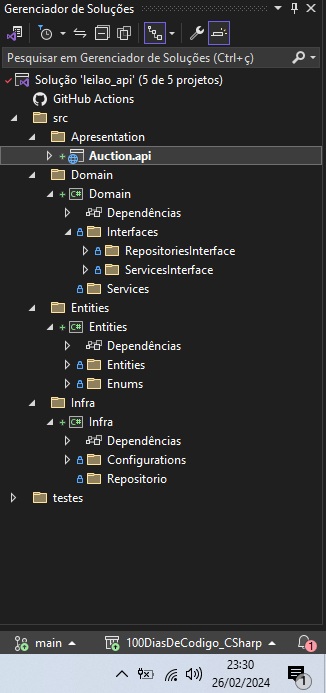 Gerenciador de Soluções
Pesquisar em Gerenciador de Soluções (Ctrl+ç)
Solução 'leilao_api' (5 de 5 projetos)
GitHub Actions
src
Apresentation
Auction.api
Domain
C# Domain
Dependências
Interfaces
RepositoriesInterface
ServicesInterface
Services
Entities
C# Entities
Dependências
Entities
Enums
Infra
C# Infra
Dependências
Configurations
Repositorio
testes
main 100DiasDeCodigo_CSharp 1
23:30
26/02/2024 1